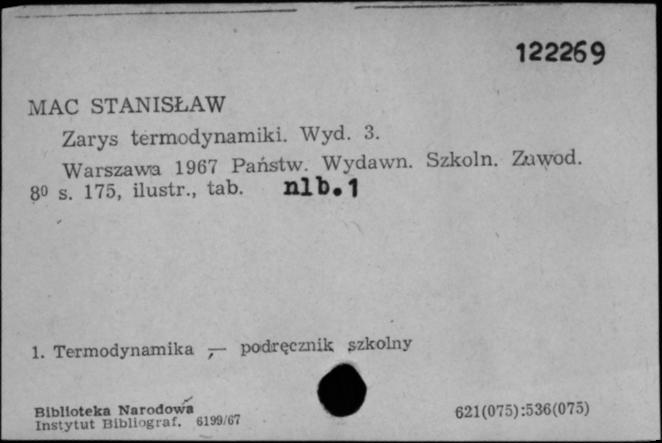 122269
MAC STANISŁAW
Zarys termodynamiki. Wyd. 3.
Warszawa 1967 Państw. Wydawn. Szkoln. Zawod.
8⁰ s. 175, ilustr., tab. nlb.1
1. Termodynamika — podręcznik szkolny
Biblioteka Narodowa
Instytut Bibliograf. 6199/67
621(075):536(075)